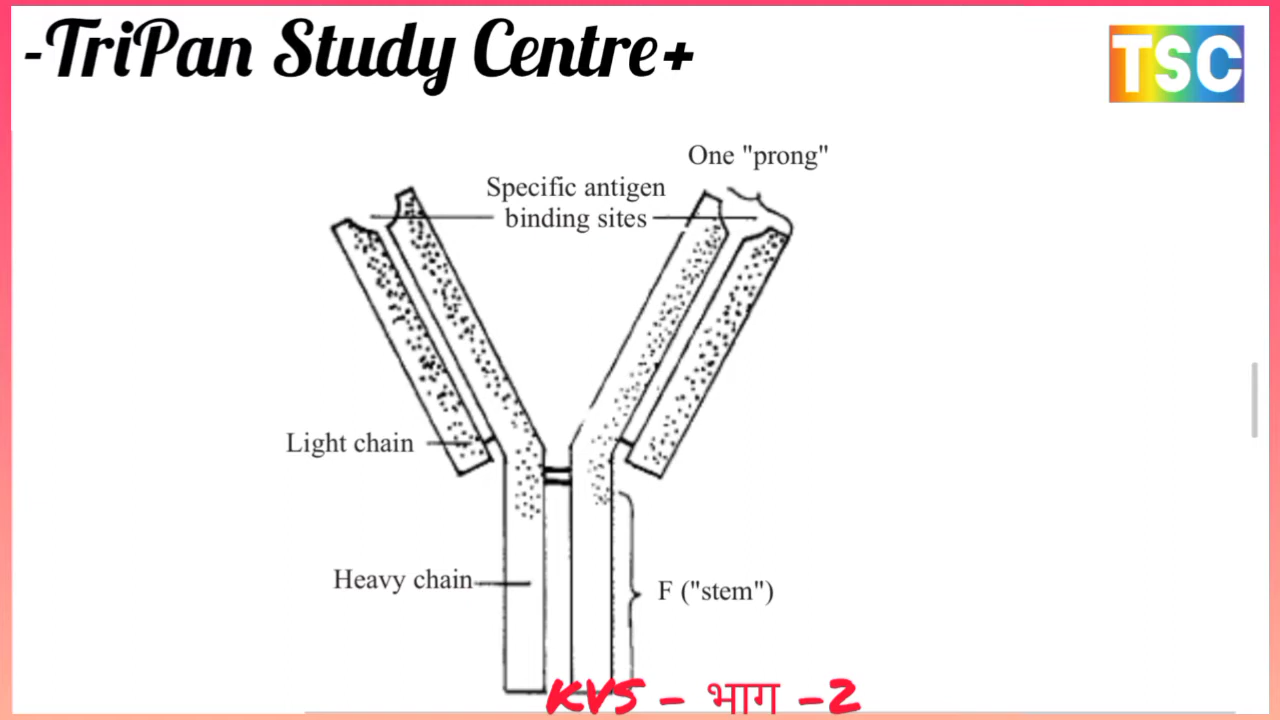 -TriPan Study Centre+
TSC
One "prong"
Specific antigen
binding sites
Light chain
Heavy chain
F ("stem")
KVS - भाग -2